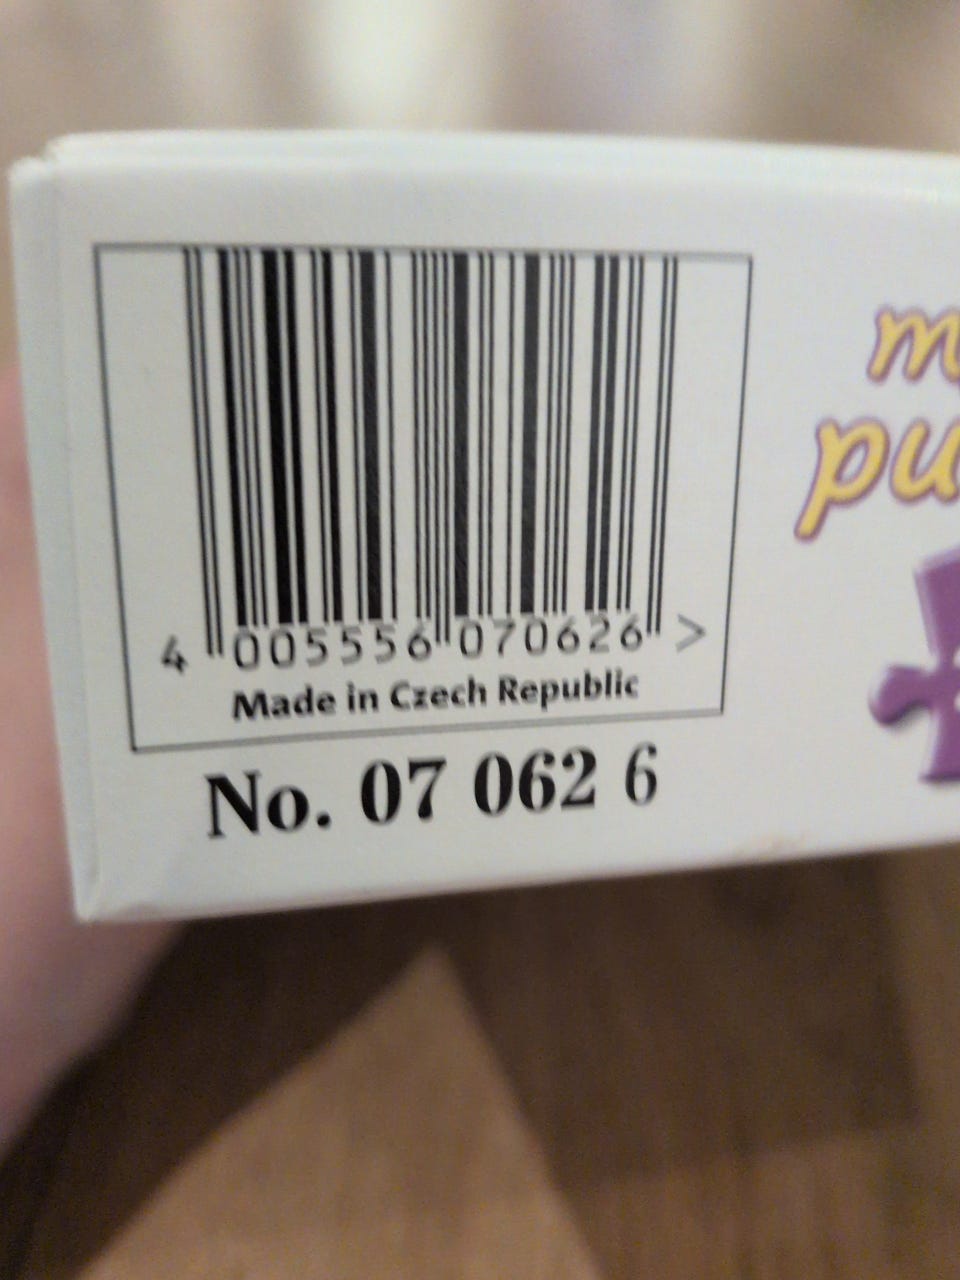 4 005556 070626 >
Made in Czech Republic
No. 07 062 6